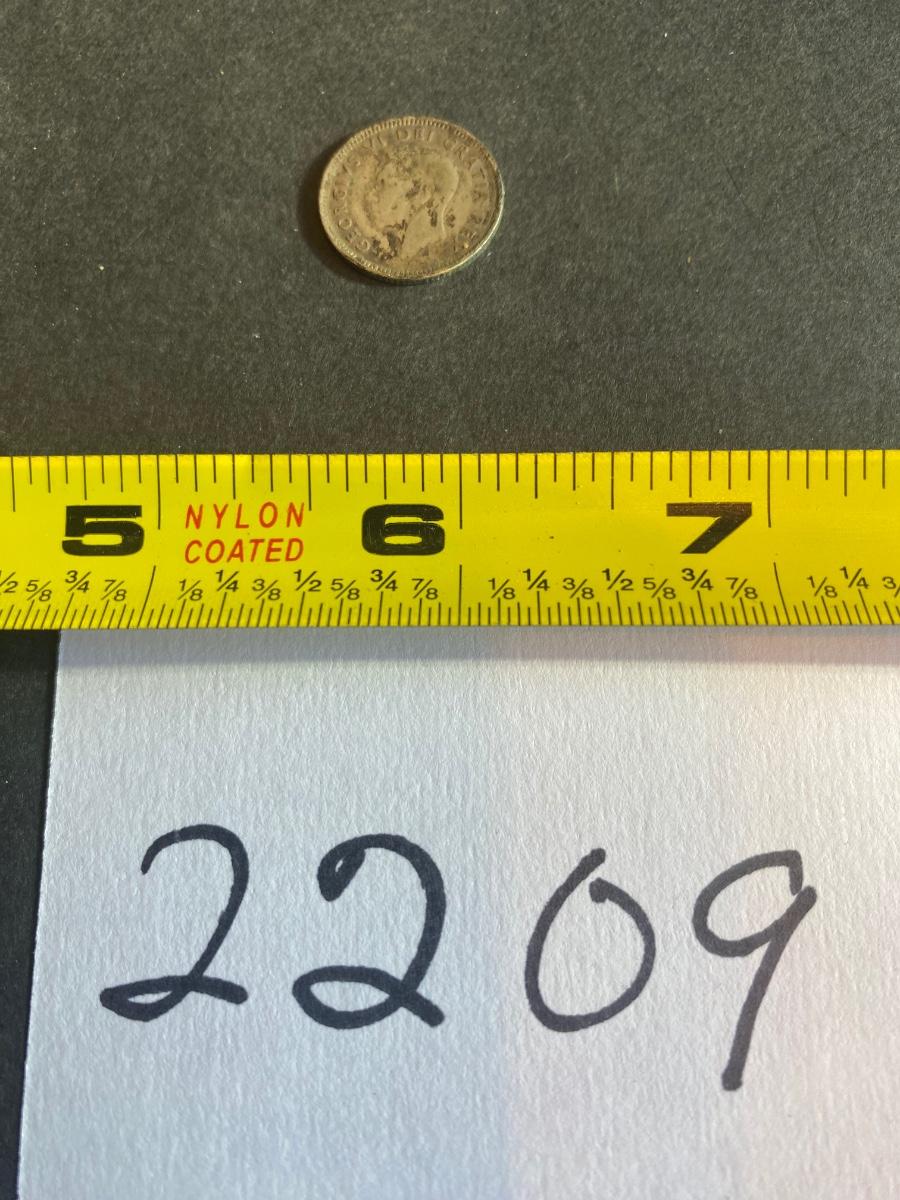 GEORGIVS VI DEI GRATIA REX
5 NYLON 6 7
COATED
1/2 5/8 3/4 7/8 1/8 1/4 3/8 1/2 5/8 3/4 7/8 1/8 1/4 3/8 1/2 5/8 3/4 7/8 1/8 1/4
2209